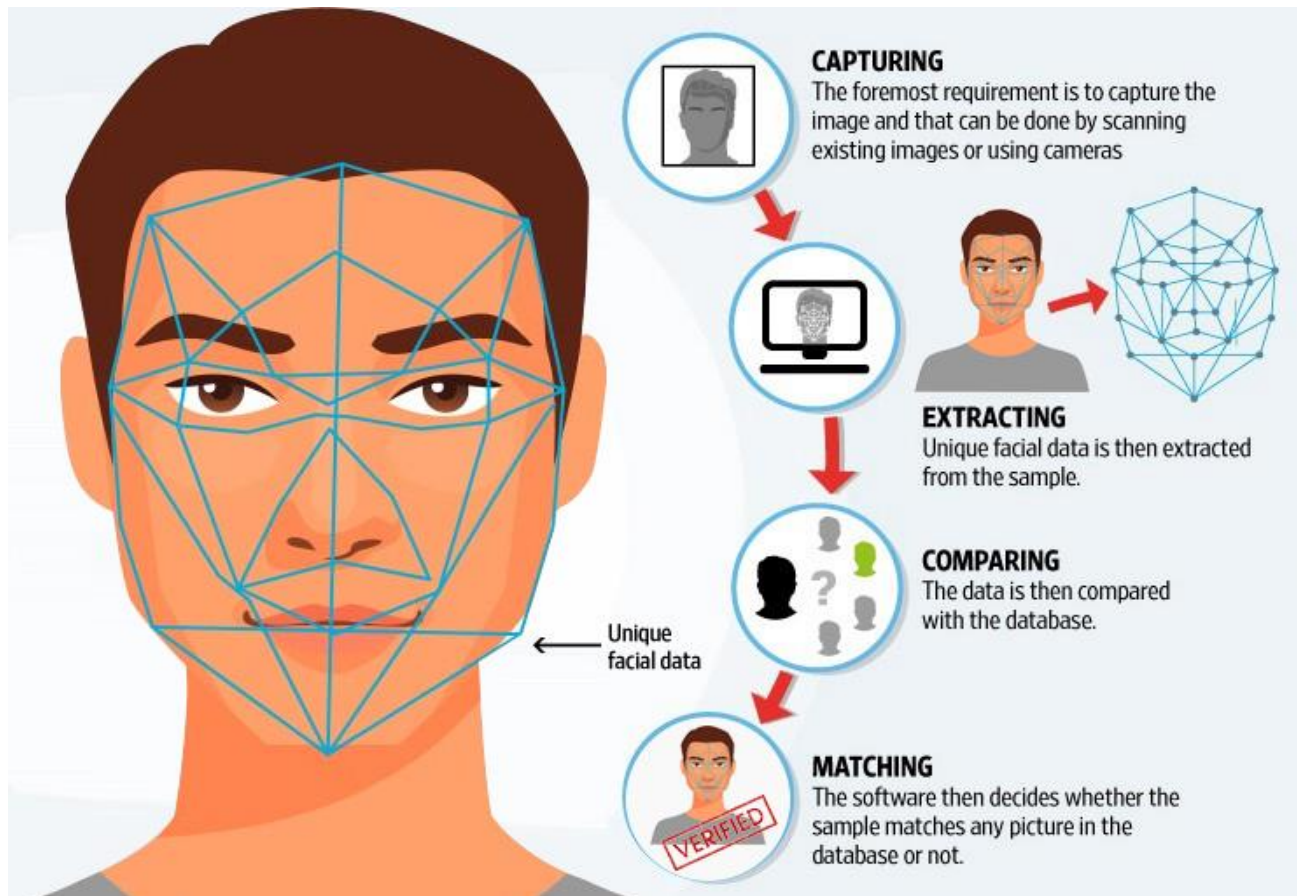 CAPTURING
The foremost requirement is to capture the
image and that can be done by scanning
existing images or using cameras
EXTRACTING
Unique facial data is then extracted
from the sample.
?
COMPARING
The data is then compared
with the database.
Unique
facial data
VERIFIED
MATCHING
The software then decides whether the
sample matches any picture in the
database or not.